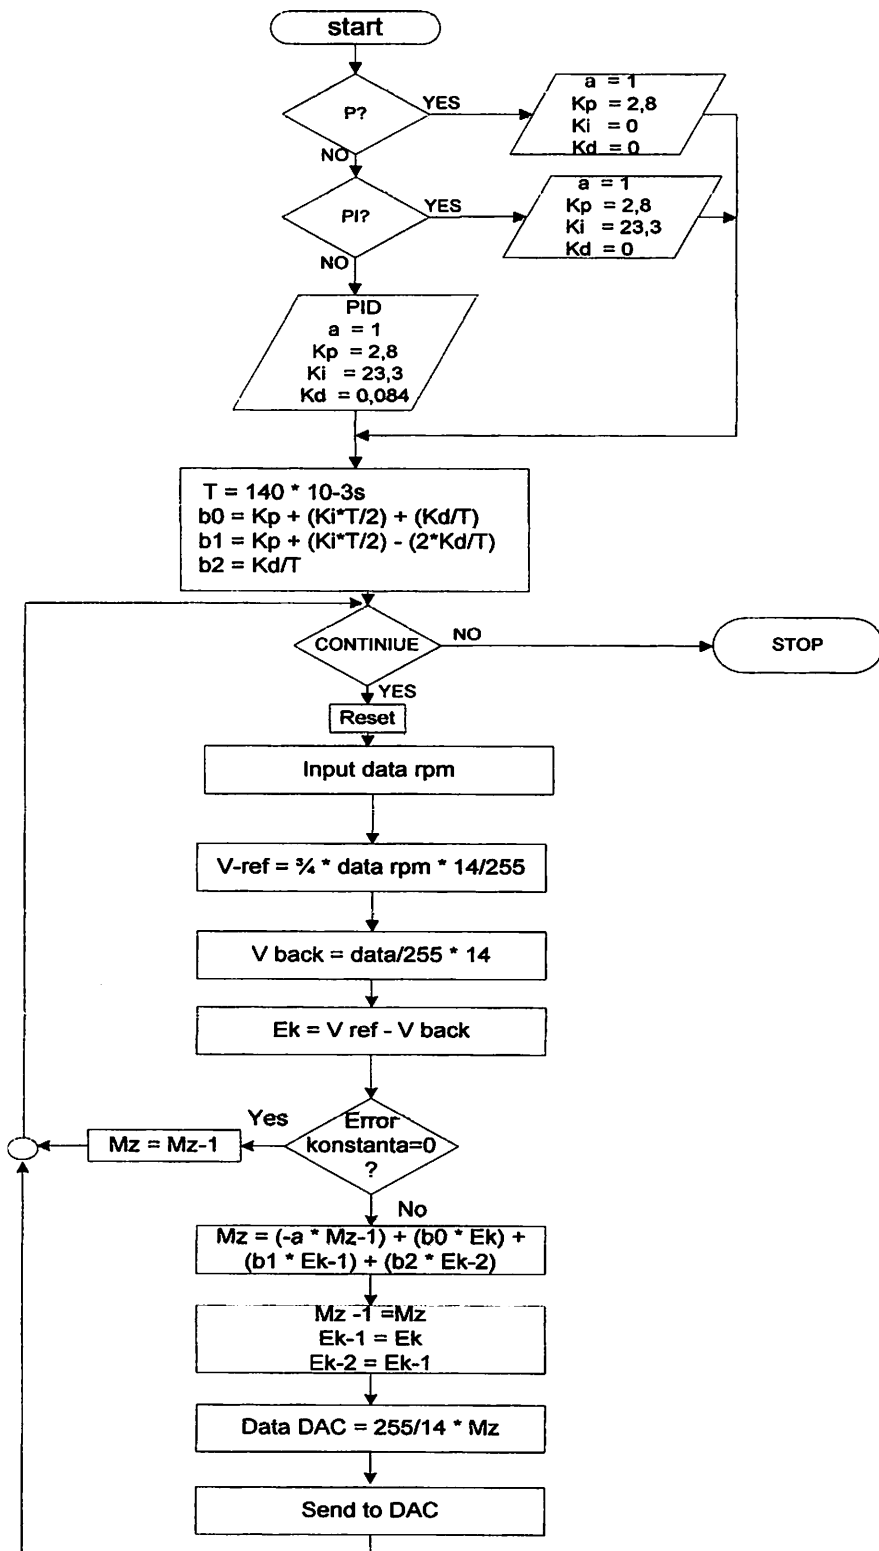 start
P?
YES
a = 1
Kp = 2,8
Ki = 0
Kd = 0
NO
PI?
YES
a = 1
Kp = 2,8
Ki = 23,3
Kd = 0
NO
PID
a = 1
Kp = 2,8
Ki = 23,3
Kd = 0,084
T = 140 * 10-3s
b0 = Kp + (Ki*T/2) + (Kd/T)
b1 = Kp + (Ki*T/2) - (2*Kd/T)
b2 = Kd/T
CONTINIUE
NO
STOP
YES
Reset
Input data rpm
V-ref = ¾ * data rpm * 14/255
V back = data/255 * 14
Ek = V ref - V back
Error
konstanta=0
?
Yes
Mz = Mz-1
No
Mz = (-a * Mz-1) + (b0 * Ek) +
(b1 * Ek-1) + (b2 * Ek-2)
Mz -1 =Mz
Ek-1 = Ek
Ek-2 = Ek-1
Data DAC = 255/14 * Mz
Send to DAC